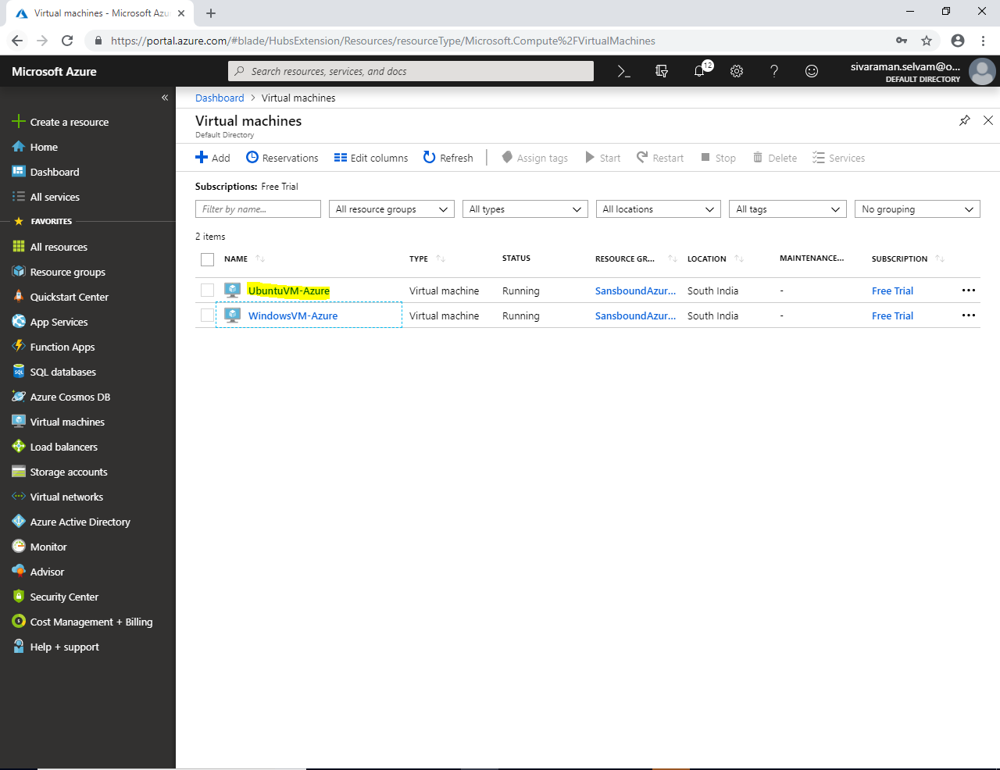 Virtual machines - Microsoft Azu
https://portal.azure.com/#blade/HubsExtension/Resources/resourceType/Microsoft.Compute%2FVirtualMachines
Microsoft Azure
Search resources, services, and docs
12
sivaraman.selvam@o...
DEFAULT DIRECTORY
Create a resource
Home
Dashboard
All services
FAVORITES
All resources
Resource groups
Quickstart Center
App Services
Function Apps
SQL databases
Azure Cosmos DB
Virtual machines
Load balancers
Storage accounts
Virtual networks
Azure Active Directory
Monitor
Advisor
Security Center
Cost Management + Billing
Help + support
Dashboard > Virtual machines
Virtual machines
Default Directory
Add Reservations Edit columns Refresh Assign tags Start Restart Stop Delete Services
Subscriptions: Free Trial
Filter by name... All resource groups All types All locations All tags No grouping
2 items
NAME TYPE STATUS RESOURCE GR... LOCATION MAINTENANCE... SUBSCRIPTION
UbuntuVM-Azure Virtual machine Running SansboundAzur... South India - Free Trial
WindowsVM-Azure Virtual machine Running SansboundAzur... South India - Free Trial